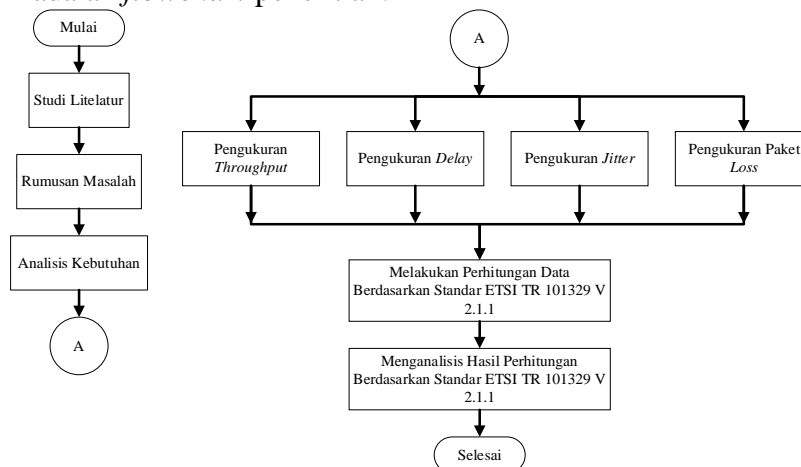 Mulai
Studi Litelatur
Rumusan Masalah
Analisis Kebutuhan
A
A
Pengukuran
Throughput
Pengukuran Delay
Pengukuran Jitter
Pengukuran Paket
Loss
Melakukan Perhitungan Data
Berdasarkan Standar ETSI TR 101329 V
2.1.1
Menganalisis Hasil Perhitungan
Berdasarkan Standar ETSI TR 101329 V
2.1.1
Selesai